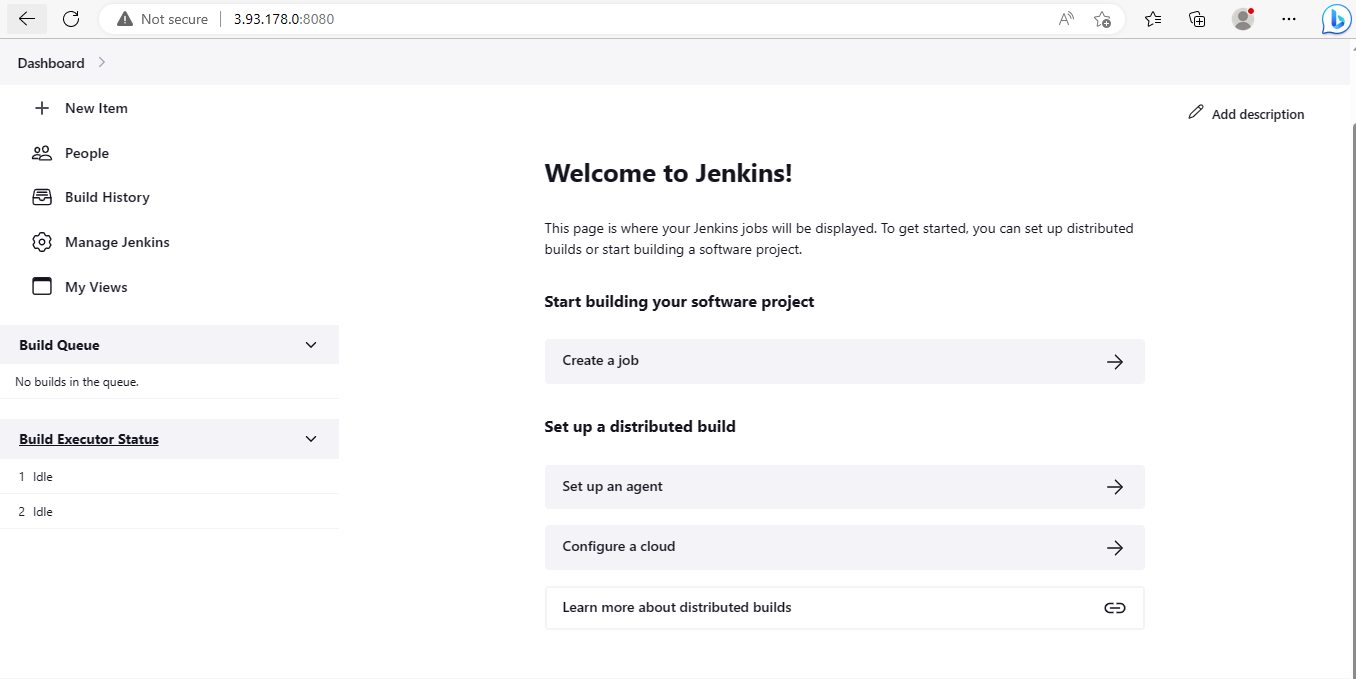 Not secure
3.93.178.0:8080
Dashboard
New Item
People
Build History
Manage Jenkins
My Views
Build Queue
No builds in the queue.
Build Executor Status
1 Idle
2 Idle
Add description
Welcome to Jenkins!
This page is where your Jenkins jobs will be displayed. To get started, you can set up distributed
builds or start building a software project.
Start building your software project
Create a job
Set up a distributed build
Set up an agent
Configure a cloud
Learn more about distributed builds